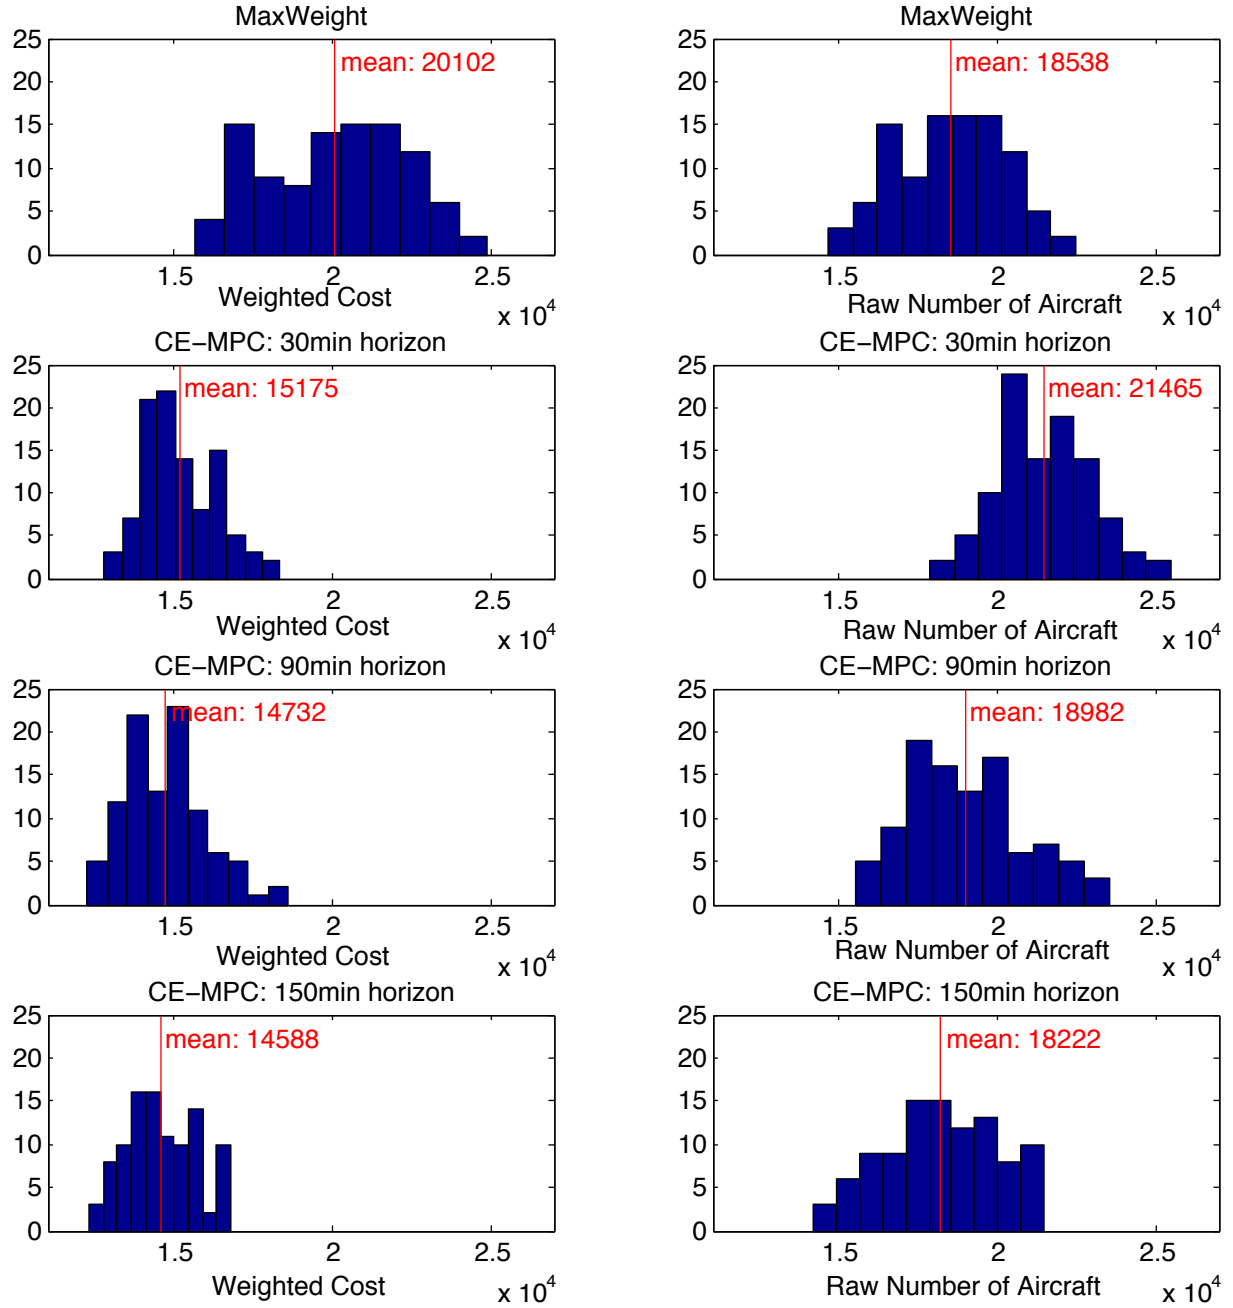 MaxWeight
25
20
15
10
5
0
mean: 20102
1.5
2
2.5
Weighted Cost
x 10^4
MaxWeight
25
20
15
10
5
0
mean: 18538
1.5
2
2.5
Raw Number of Aircraft
x 10^4
CE−MPC: 30min horizon
25
20
15
10
5
0
mean: 15175
1.5
2
2.5
Weighted Cost
x 10^4
CE−MPC: 30min horizon
25
20
15
10
5
0
mean: 21465
1.5
2
2.5
Raw Number of Aircraft
x 10^4
CE−MPC: 90min horizon
25
20
15
10
5
0
mean: 14732
1.5
2
2.5
Weighted Cost
x 10^4
CE−MPC: 90min horizon
25
20
15
10
5
0
mean: 18982
1.5
2
2.5
Raw Number of Aircraft
x 10^4
CE−MPC: 150min horizon
25
20
15
10
5
0
mean: 14588
1.5
2
2.5
Weighted Cost
x 10^4
CE−MPC: 150min horizon
25
20
15
10
5
0
mean: 18222
1.5
2
2.5
Raw Number of Aircraft
x 10^4